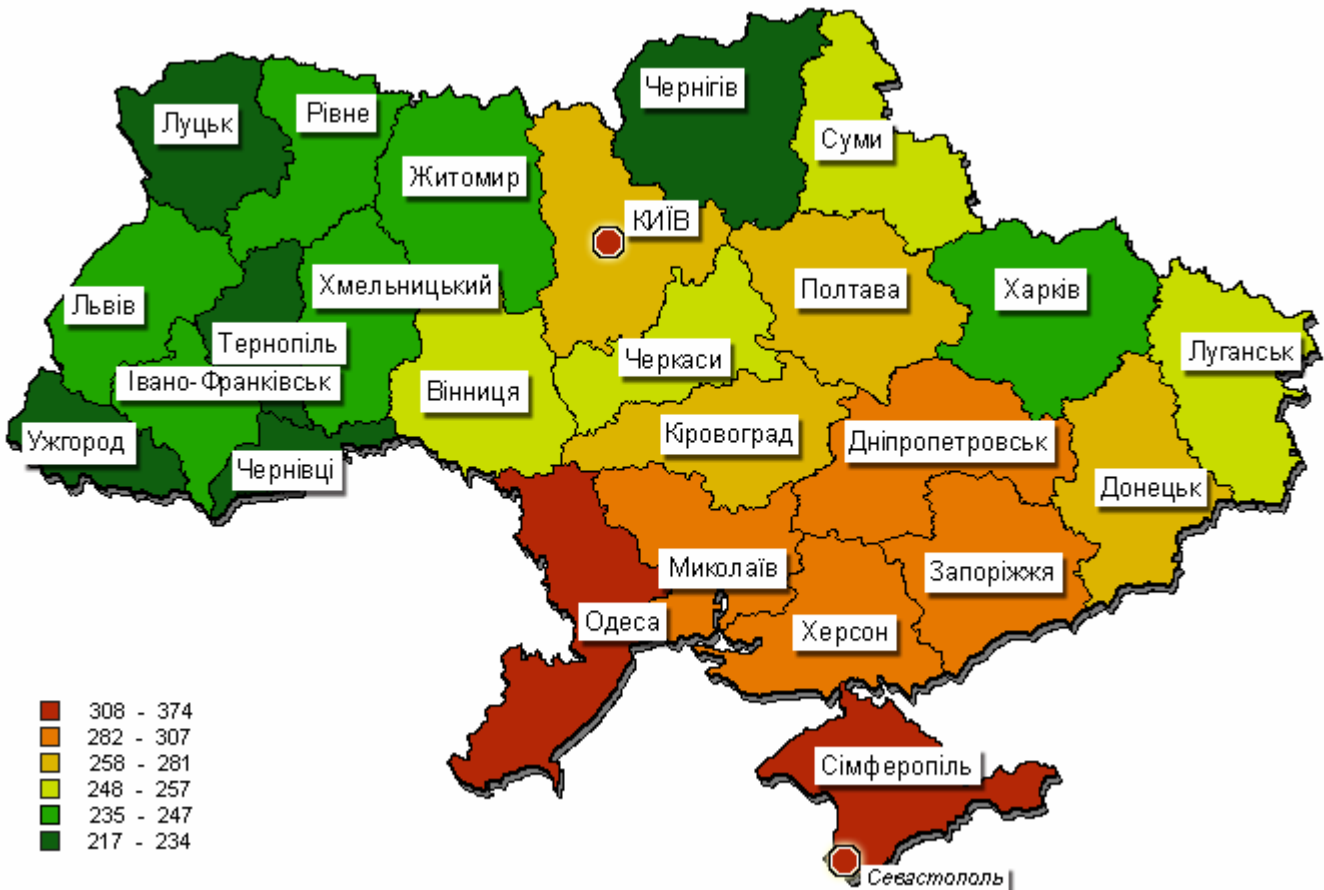 Чернігів
Луцьк
Рівне
Суми
Житомир
КИЇВ
Хмельницький
Полтава
Харків
Львів
Тернопіль
Черкаси
Луганськ
Івано-Франківськ
Вінниця
Ужгород
Чернівці
Кіровоград
Дніпропетровськ
Донецьк
Миколаїв
Запоріжжя
Одеса
Херсон
Сімферополь
Севастополь
308 - 374
282 - 307
258 - 281
248 - 257
235 - 247
217 - 234